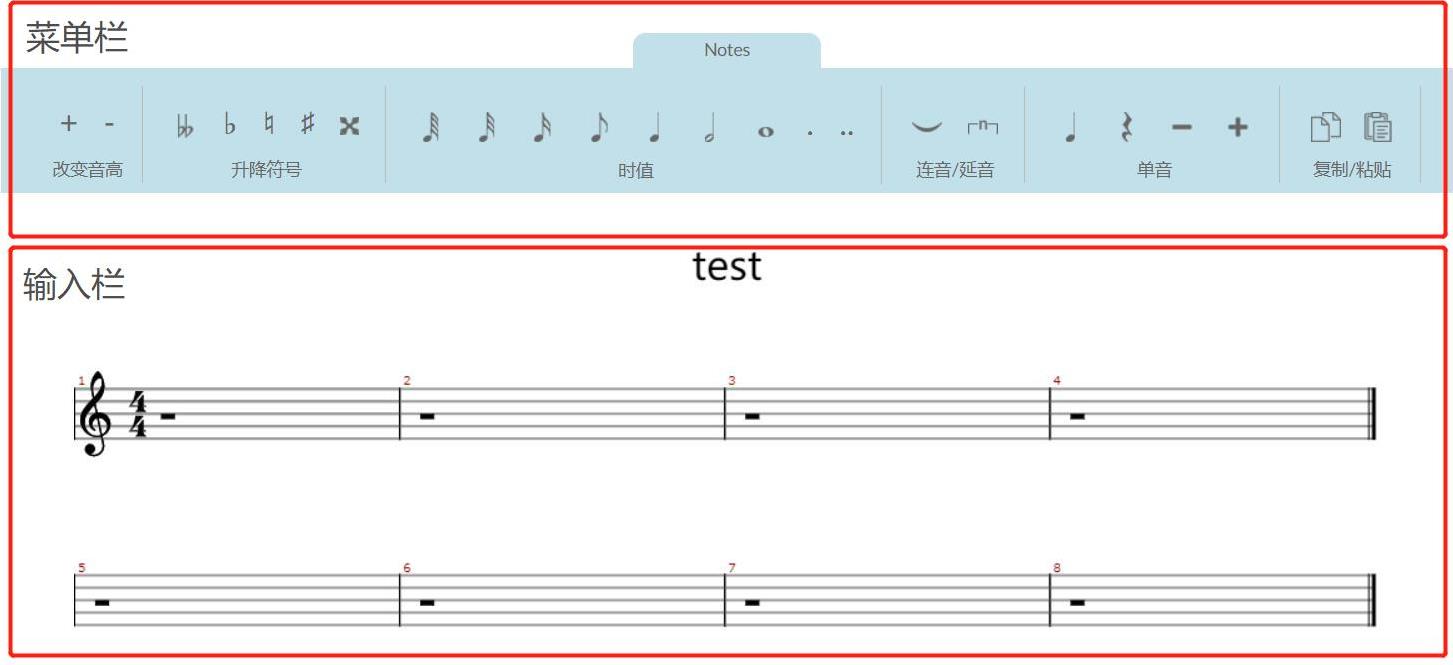 菜单栏
Notes
+ -
改变音高
升降符号
时值
n
连音/延音
单音
复制/粘贴
输入栏
test
1 2 3 4
4
4
5 6 7 8